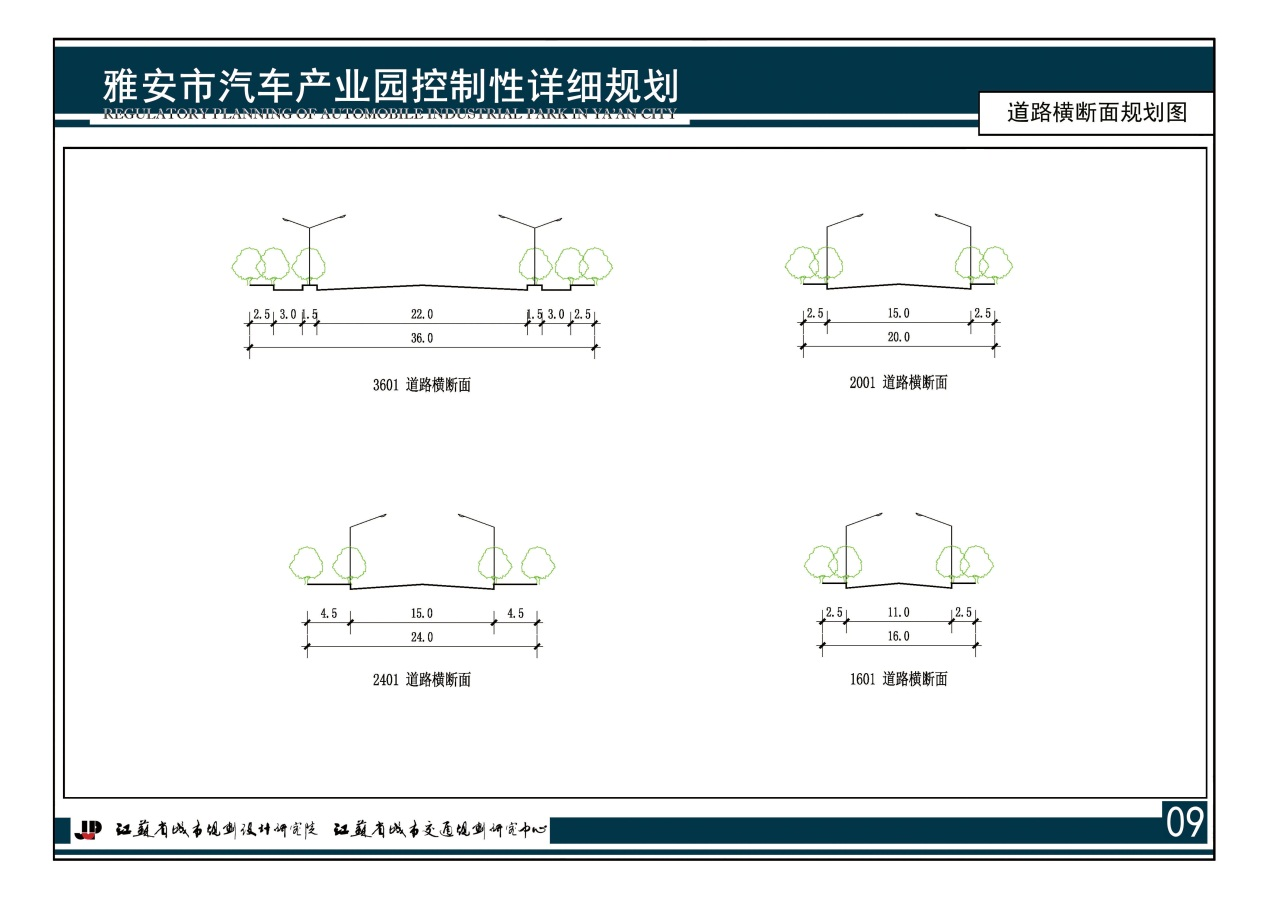 雅安市汽车产业园控制性详细规划
REGULATORY PLANNING OF AUTOMOBILE INDUSTRIAL PARK IN YA'AN CITY
道路横断面规划图
2.5 3.0 1.5 22.0 1.5 3.0 2.5
36.0
3601 道路横断面
2.5 15.0 2.5
20.0
2001 道路横断面
4.5 15.0 4.5
24.0
2401 道路横断面
2.5 11.0 2.5
16.0
1601 道路横断面
JUP 江苏省城市规划设计研究院 江苏省城市交通规划研究中心
09